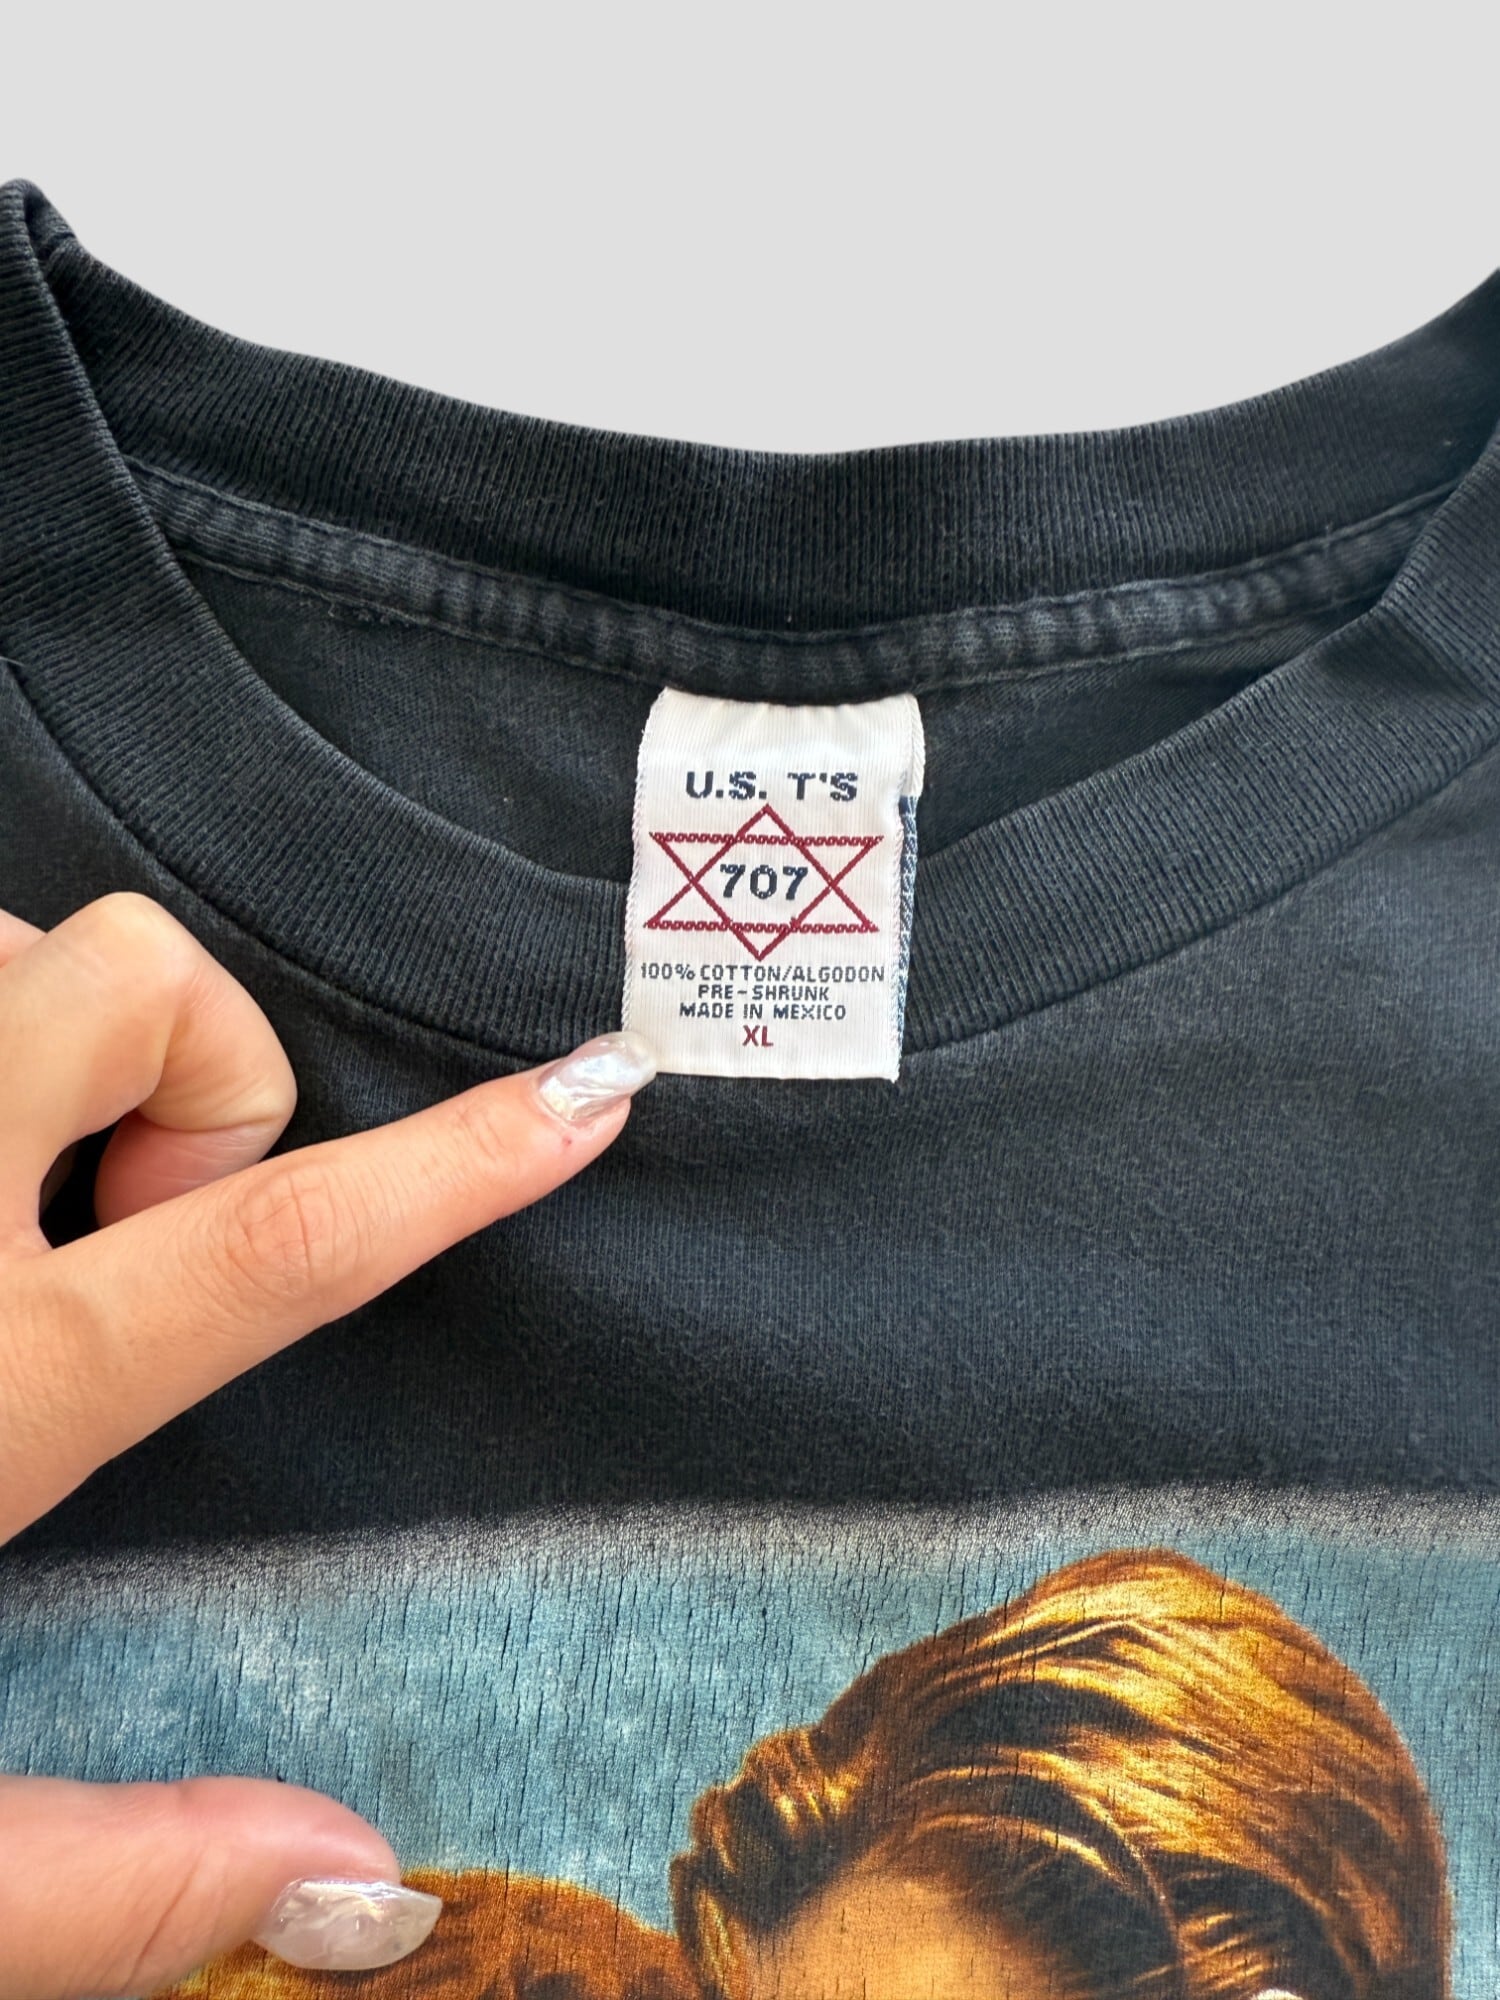 U.S. T'S
707
100% COTTON/ALGODON
PRE-SHRUNK
MADE IN MEXICO
XL